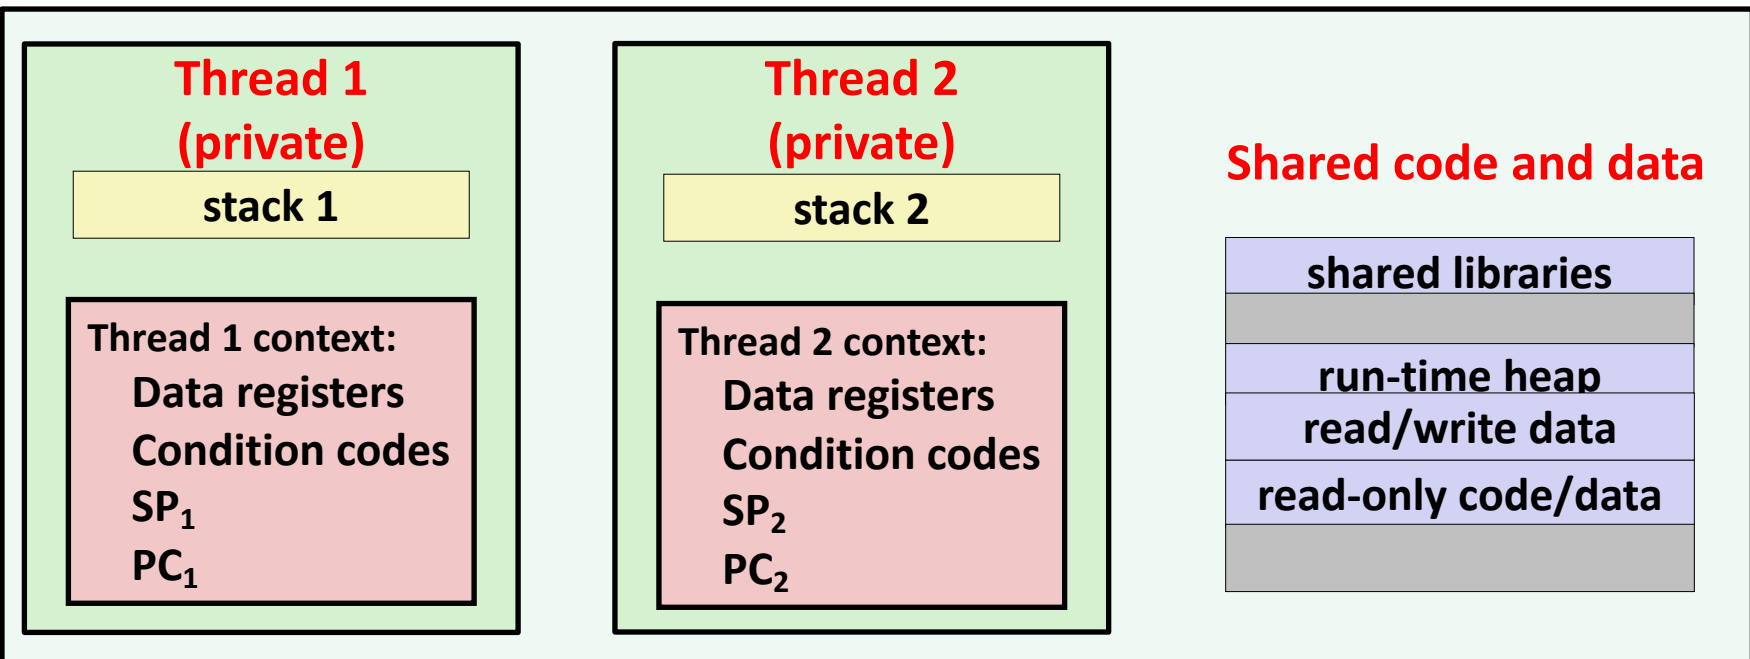 Thread 1
(private)
stack 1
Thread 1 context:
Data registers
Condition codes
SP₁
PC₁
Thread 2
(private)
stack 2
Thread 2 context:
Data registers
Condition codes
SP₂
PC₂
Shared code and data
shared libraries
run-time heap
read/write data
read-only code/data